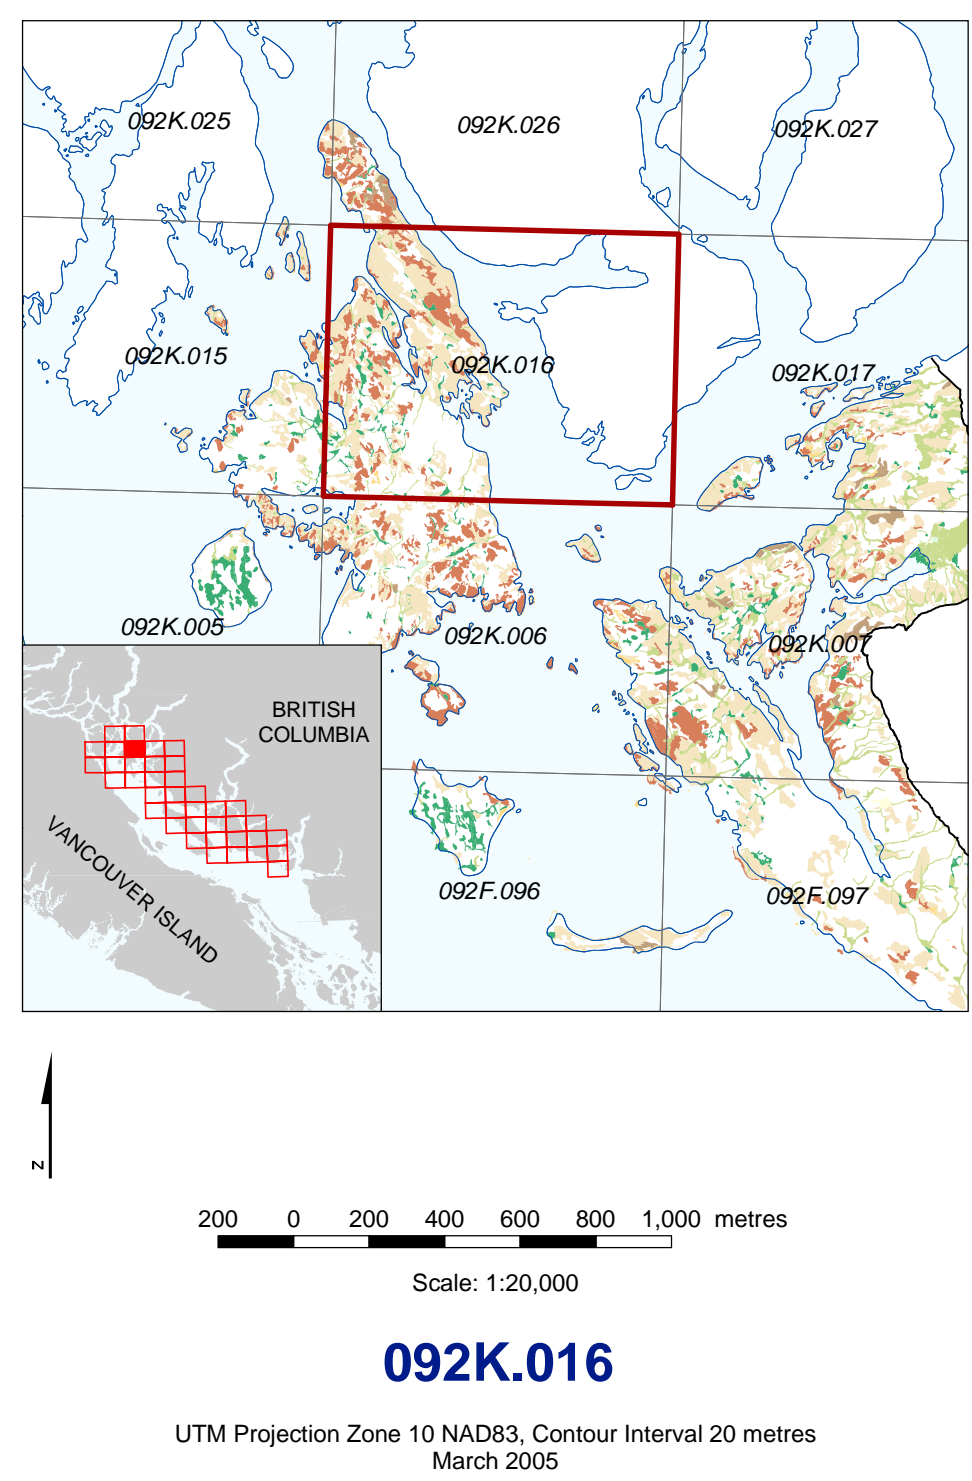 092K.025
092K.026
092K.027
092K.015
092K.016
092K.017
092K.005
092K.006
092K.007
BRITISH
COLUMBIA
VANCOUVER ISLAND
092F.096
092F.097
N
200 0 200 400 600 800 1,000 metres
Scale: 1:20,000
092K.016
UTM Projection Zone 10 NAD83, Contour Interval 20 metres
March 2005